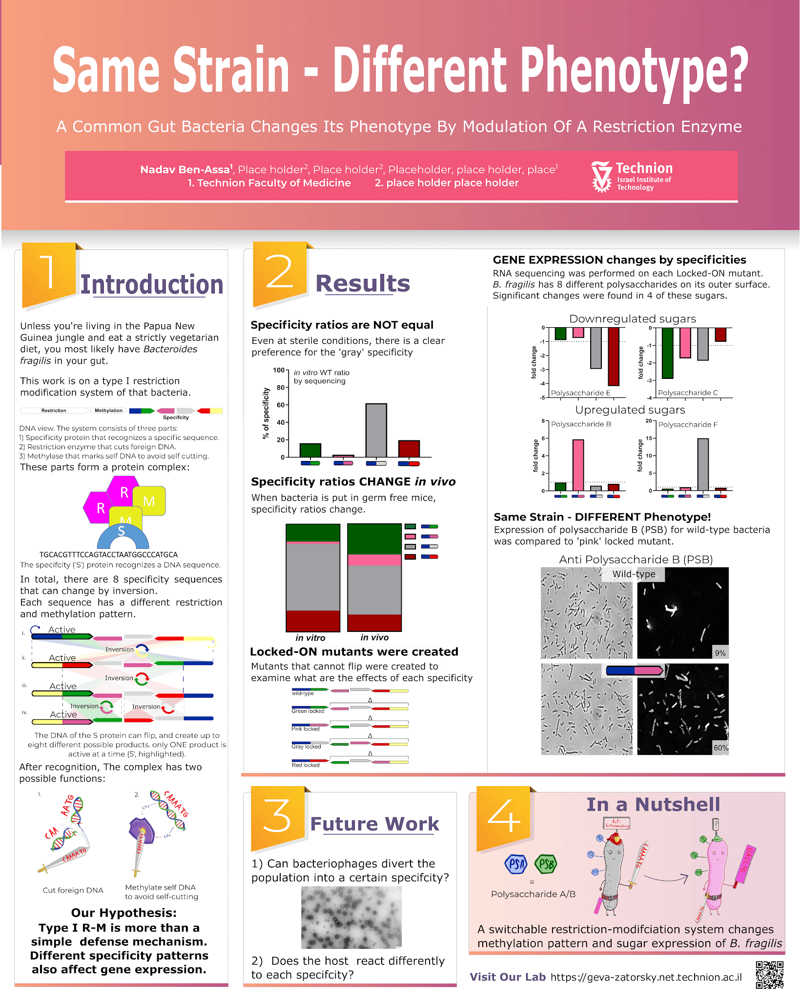 Same Strain - Different Phenotype?
A Common Gut Bacteria Changes Its Phenotype By Modulation Of A Restriction Enzyme
Nadav Ben-Assa1, Place holder2, Place holder2, Placeholder, place holder, place1
1. Technion Faculty of Medicine 2. place holder place holder
Technion
Israel Institute of
Technology
1
Introduction
Unless you're living in the Papua New
Guinea jungle and eat a strictly vegetarian
diet, you most likely have Bacteroides
fragilis in your gut.
This work is on a type I restriction
modification system of that bacteria.
Restriction Methylation
Specifcity
DNA view. The system consists of three parts:
1) Specificity protein that recognizes a specific sequence.
2) Restriction enzyme that cuts foreign DNA.
3) Methylase that marks self DNA to avoid self cutting.
These parts form a protein complex:
R
R
M
M
S
TGCACGTTTCCAGTACCTAATGGCCCATGCA
The specifcity ('S') protein recognizes a DNA sequence.
In total, there are 8 specificity sequences
that can change by inversion.
Each sequence has a different restriction
and methylation pattern.
i. Active
Inversion
ii. Active
Inversion
iii. Active
Inversion Inversion
iv. Active
The DNA of the S protein can flip, and create up to
eight different possible products. only ONE product is
active at a time (5', highlighted).
After recognition, The complex has two
possible functions:
1.
AATG
CAA
CAAAATG
Cut foreign DNA
2.
CAAAATG
CH3
CH3
CH3
CAAAATG
Methylate self DNA
to avoid self-cutting
Our Hypothesis:
Type I R-M is more than a
simple defense mechanism.
Different specificity patterns
also affect gene expression.
2
Results
Specificity ratios are NOT equal
Even at sterile conditions, there is a clear
preference for the 'gray' specificity
% of specificity
100
80
60
40
20
0
in vitro WT ratio
by sequencing
Specificity ratios CHANGE in vivo
When bacteria is put in germ free mice,
specificity ratios change.
in vitro
in vivo
Locked-ON mutants were created
Mutants that cannot flip were created to
examine what are the effects of each specificity
wild-type
Δ
Green locked
Δ
Pink locked
Δ
Gray locked
Δ
Red locked
GENE EXPRESSION changes by specificities
RNA sequencing was performed on each Locked-ON mutant.
B. fragilis has 8 different polysaccharides on its outer surface.
Significant changes were found in 4 of these sugars.
Downregulated sugars
fold change
0
-1
-2
-3
-4
-5
Polysaccharide E
fold change
0
-1
-2
-3
-4
Polysaccharide C
Upregulated sugars
fold change
8
6
4
2
0
Polysaccharide B
fold change
20
15
10
5
0
Polysaccharide F
Same Strain - DIFFERENT Phenotype!
Expression of polysaccharide B (PSB) for wild-type bacteria
was compared to 'pink' locked mutant.
Anti Polysaccharide B (PSB)
Wild-type
9%
60%
3
Future Work
1) Can bacteriophages divert the
population into a certain specifcity?
2) Does the host react differently
to each specifcity?
4
In a Nutshell
PSA PSB
=
Polysaccharide A/B
Anti
Inflammatory
PSA
PSA
PSA
CAAAATG
?
PSB
PSB
PSB
GACCTG
CAAAATG
A switchable restriction-modifciation system changes
methylation pattern and sugar expression of B. fragilis
Visit Our Lab https://geva-zatorsky.net.technion.ac.il